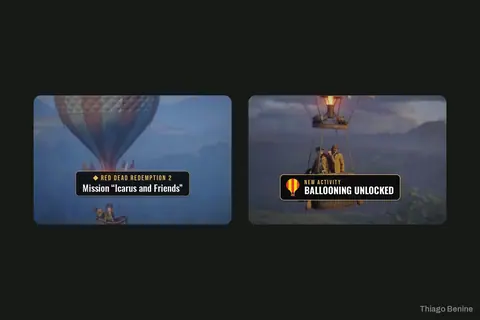 RED DEAD REDEMPTION 2
Mission "Icarus and Friends"
NEW ACTIVITY
BALLOONING UNLOCKED
Thiago Benine